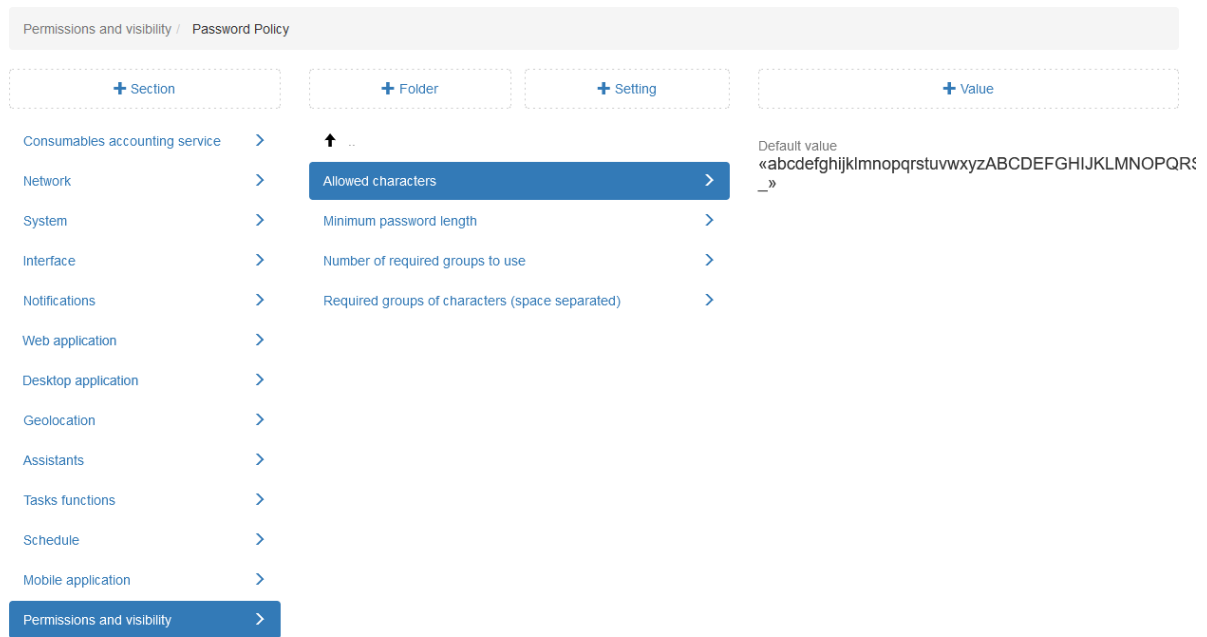 Permissions and visibility / Password Policy
+ Section
+ Folder
+ Setting
+ Value
Consumables accounting service
Network
System
Interface
Notifications
Web application
Desktop application
Geolocation
Assistants
Tasks functions
Schedule
Mobile application
Permissions and visibility
..
Allowed characters
Minimum password length
Number of required groups to use
Required groups of characters (space separated)
Default value
«abcdefghijklmnopqrstuvwxyzABCDEFGHIJKLMNOPQRS
_»